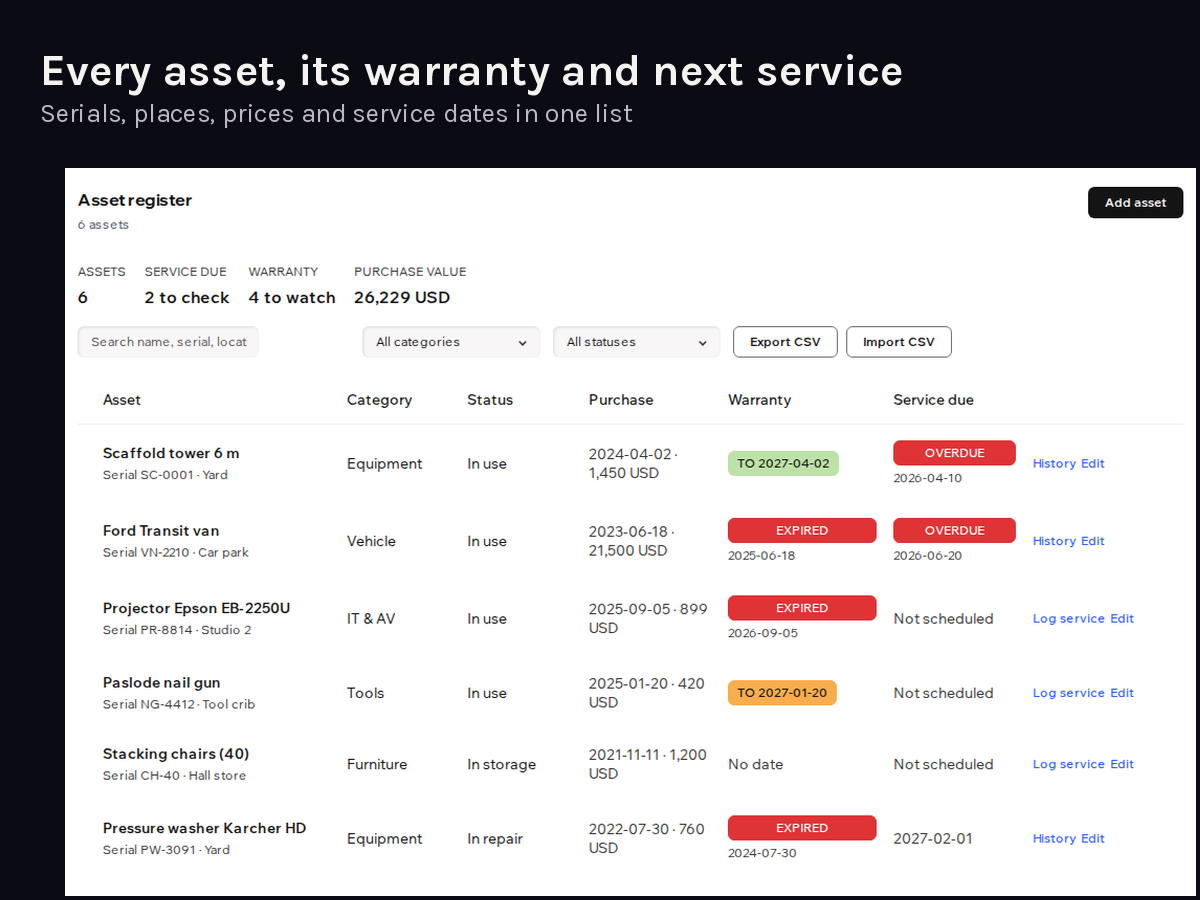 Every asset, its warranty and next service
Serials, places, prices and service dates in one list
Asset register
Add asset
6 assets
ASSETS SERVICE DUE WARRANTY PURCHASE VALUE
6 2 to check 4 to watch 26,229 USD
Search name, serial, locat All categories All statuses Export CSV Import CSV
Asset Category Status Purchase Warranty Service due
Scaffold tower 6 m
Serial SC-0001 · Yard
Equipment
In use
2024-04-02 ·
1,450 USD
TO 2027-04-02
OVERDUE
2026-04-10
History Edit
Ford Transit van
Serial VN-2210 · Car park
Vehicle
In use
2023-06-18 ·
21,500 USD
EXPIRED
2025-06-18
OVERDUE
2026-06-20
History Edit
Projector Epson EB-2250U
Serial PR-8814 · Studio 2
IT & AV
In use
2025-09-05 · 899
USD
EXPIRED
2026-09-05
Not scheduled
Log service Edit
Paslode nail gun
Serial NG-4412 · Tool crib
Tools
In use
2025-01-20 · 420
USD
TO 2027-01-20
Not scheduled
Log service Edit
Stacking chairs (40)
Serial CH-40 · Hall store
Furniture
In storage
2021-11-11 · 1,200
USD
No date
Not scheduled
Log service Edit
Pressure washer Karcher HD
Serial PW-3091 · Yard
Equipment
In repair
2022-07-30 · 760
USD
EXPIRED
2024-07-30
2027-02-01
History Edit